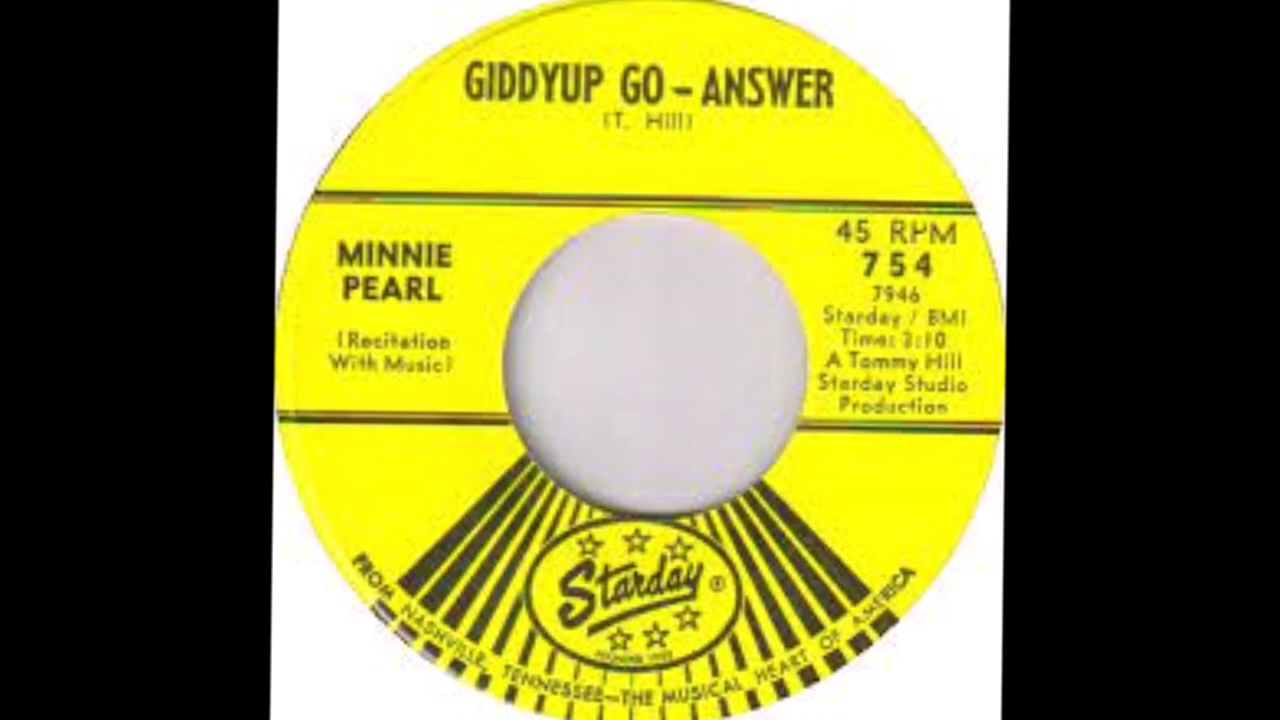 GIDDYUP GO – ANSWER
(T. Hill)
MINNIE
PEARL
(Recitation
With Music)
45 RPM
754
7946
Starday / BMI
Time: 3:10
A Tommy Hill
Starday Studio
Production
Starday ®
FROM NASHVILLE, TENNESSEE—THE MUSICAL HEART OF AMERICA